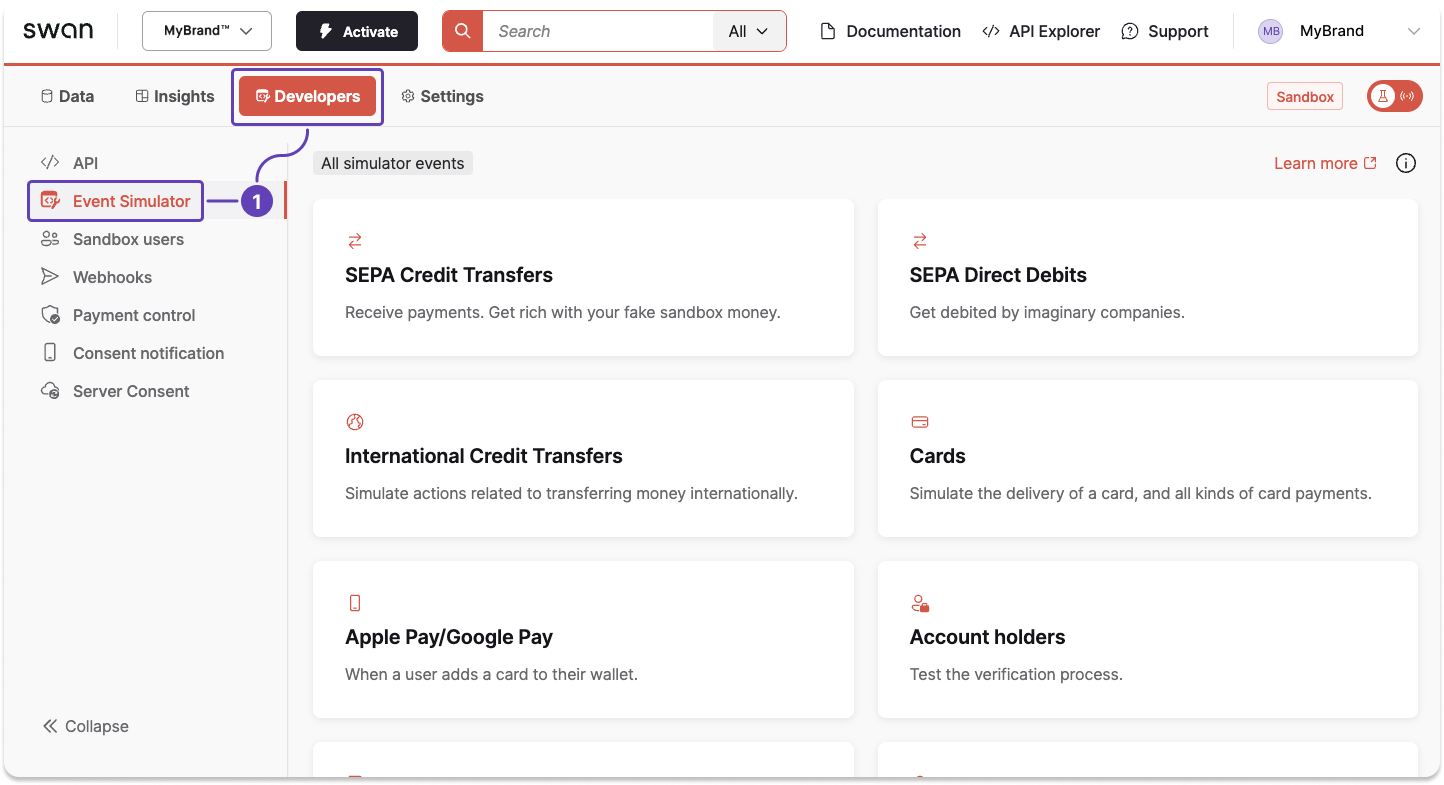 swan
MyBrand™
Activate
Search
All
Documentation
API Explorer
Support
MB
MyBrand
Data
Insights
Developers
Settings
Sandbox
API
Event Simulator
1
Sandbox users
Webhooks
Payment control
Consent notification
Server Consent
Collapse
All simulator events
Learn more
SEPA Credit Transfers
Receive payments. Get rich with your fake sandbox money.
SEPA Direct Debits
Get debited by imaginary companies.
International Credit Transfers
Simulate actions related to transferring money internationally.
Cards
Simulate the delivery of a card, and all kinds of card payments.
Apple Pay/Google Pay
When a user adds a card to their wallet.
Account holders
Test the verification process.